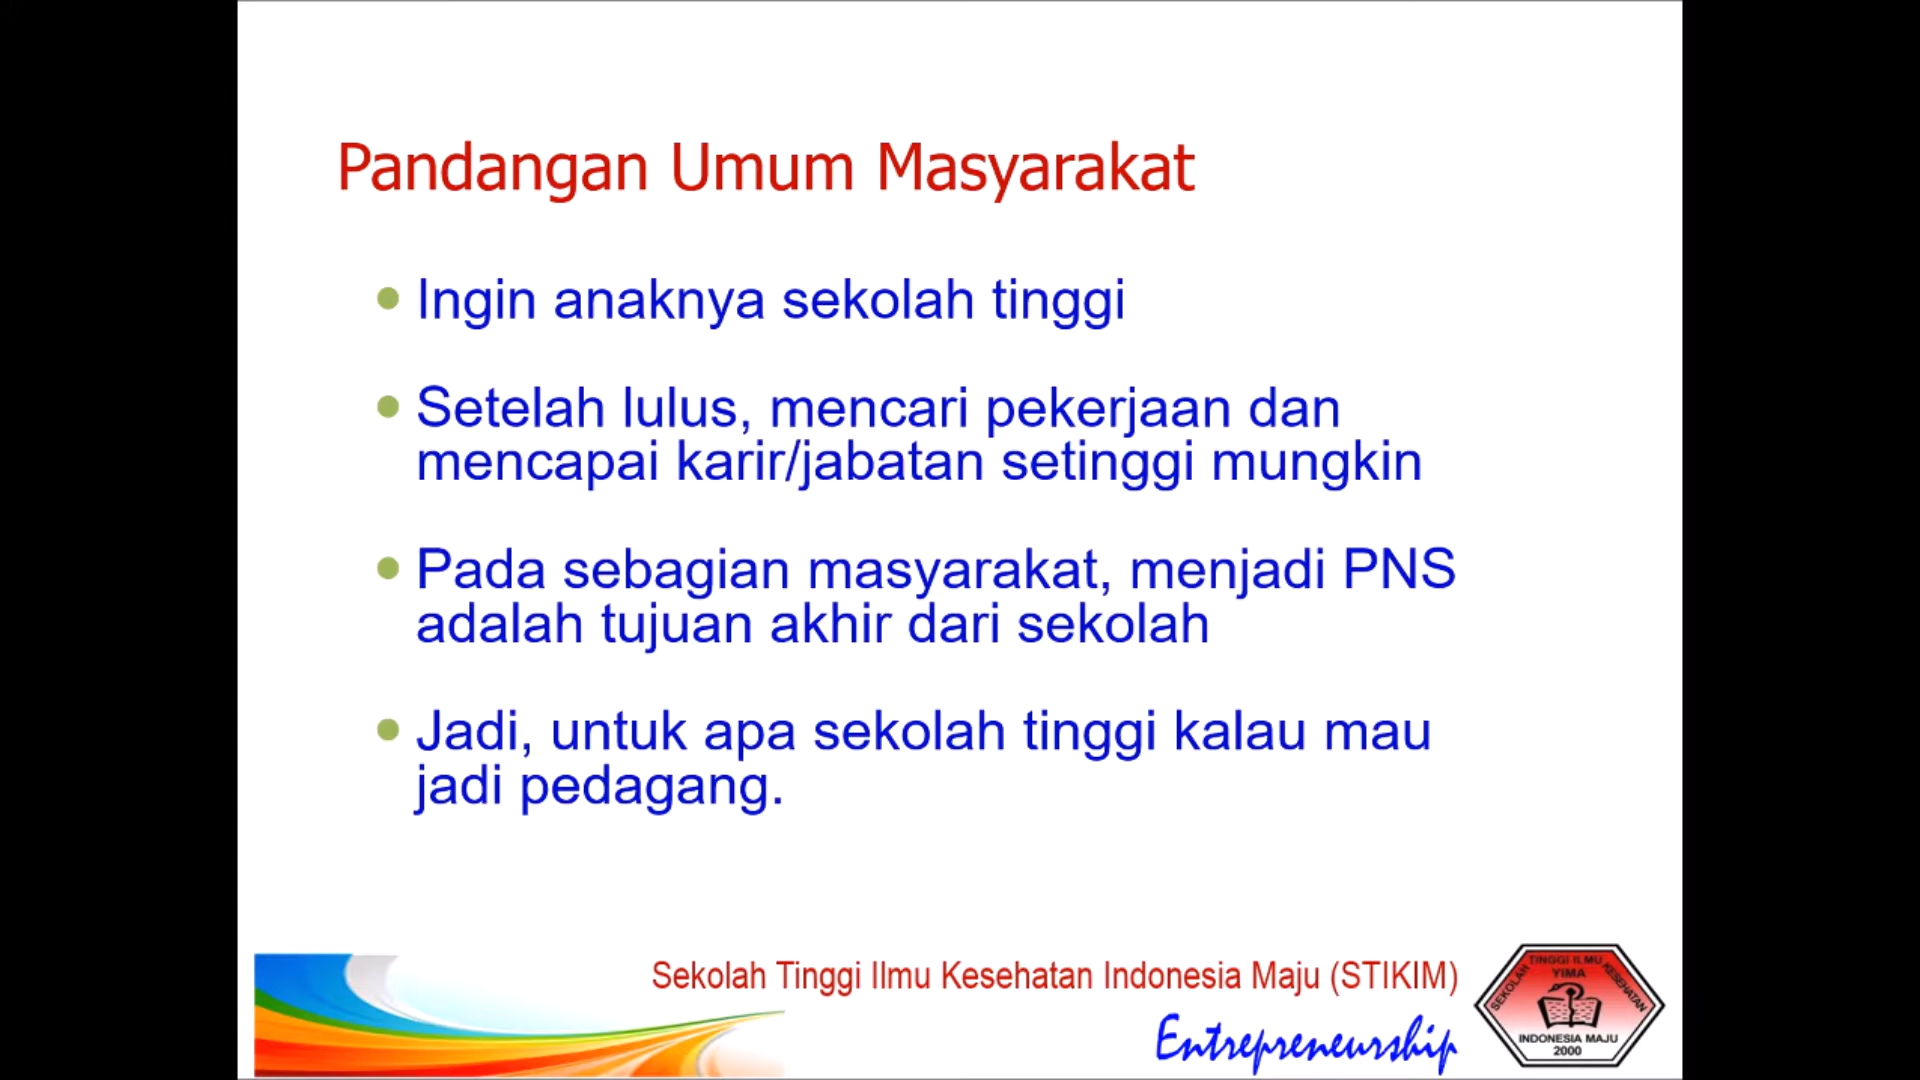 Pandangan Umum Masyarakat
Ingin anaknya sekolah tinggi
Setelah lulus, mencari pekerjaan dan
mencapai karir/jabatan setinggi mungkin
Pada sebagian masyarakat, menjadi PNS
adalah tujuan akhir dari sekolah
Jadi, untuk apa sekolah tinggi kalau mau
jadi pedagang.
Sekolah Tinggi Ilmu Kesehatan Indonesia Maju (STIKIM)
Entrepreneurship
SEKOLAH TINGGI ILMU KESEHATAN
YIMA
INDONESIA MAJU
2000